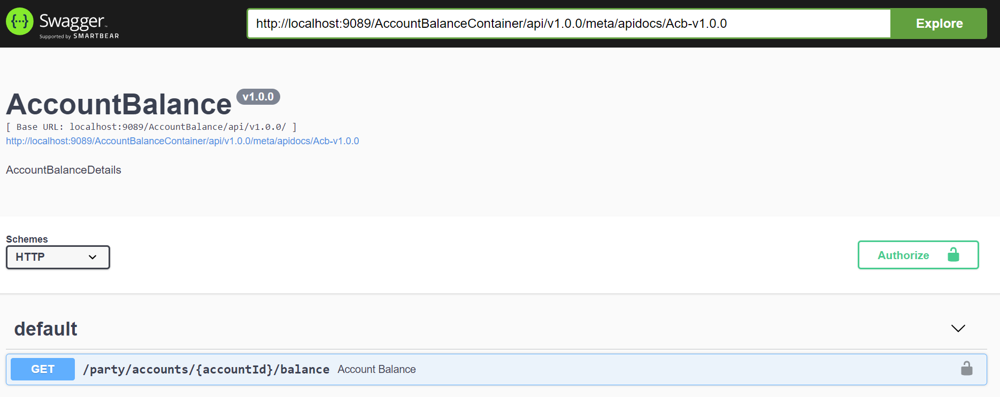 Swagger
Supported by SMARTBEAR
http://localhost:9089/AccountBalanceContainer/api/v1.0.0/meta/apidocs/Acb-v1.0.0
Explore
AccountBalance v1.0.0
[ Base URL: localhost:9089/AccountBalance/api/v1.0.0/ ]
http://localhost:9089/AccountBalanceContainer/api/v1.0.0/meta/apidocs/Acb-v1.0.0
AccountBalanceDetails
Schemes
HTTP
Authorize
default
GET /party/accounts/{accountId}/balance Account Balance